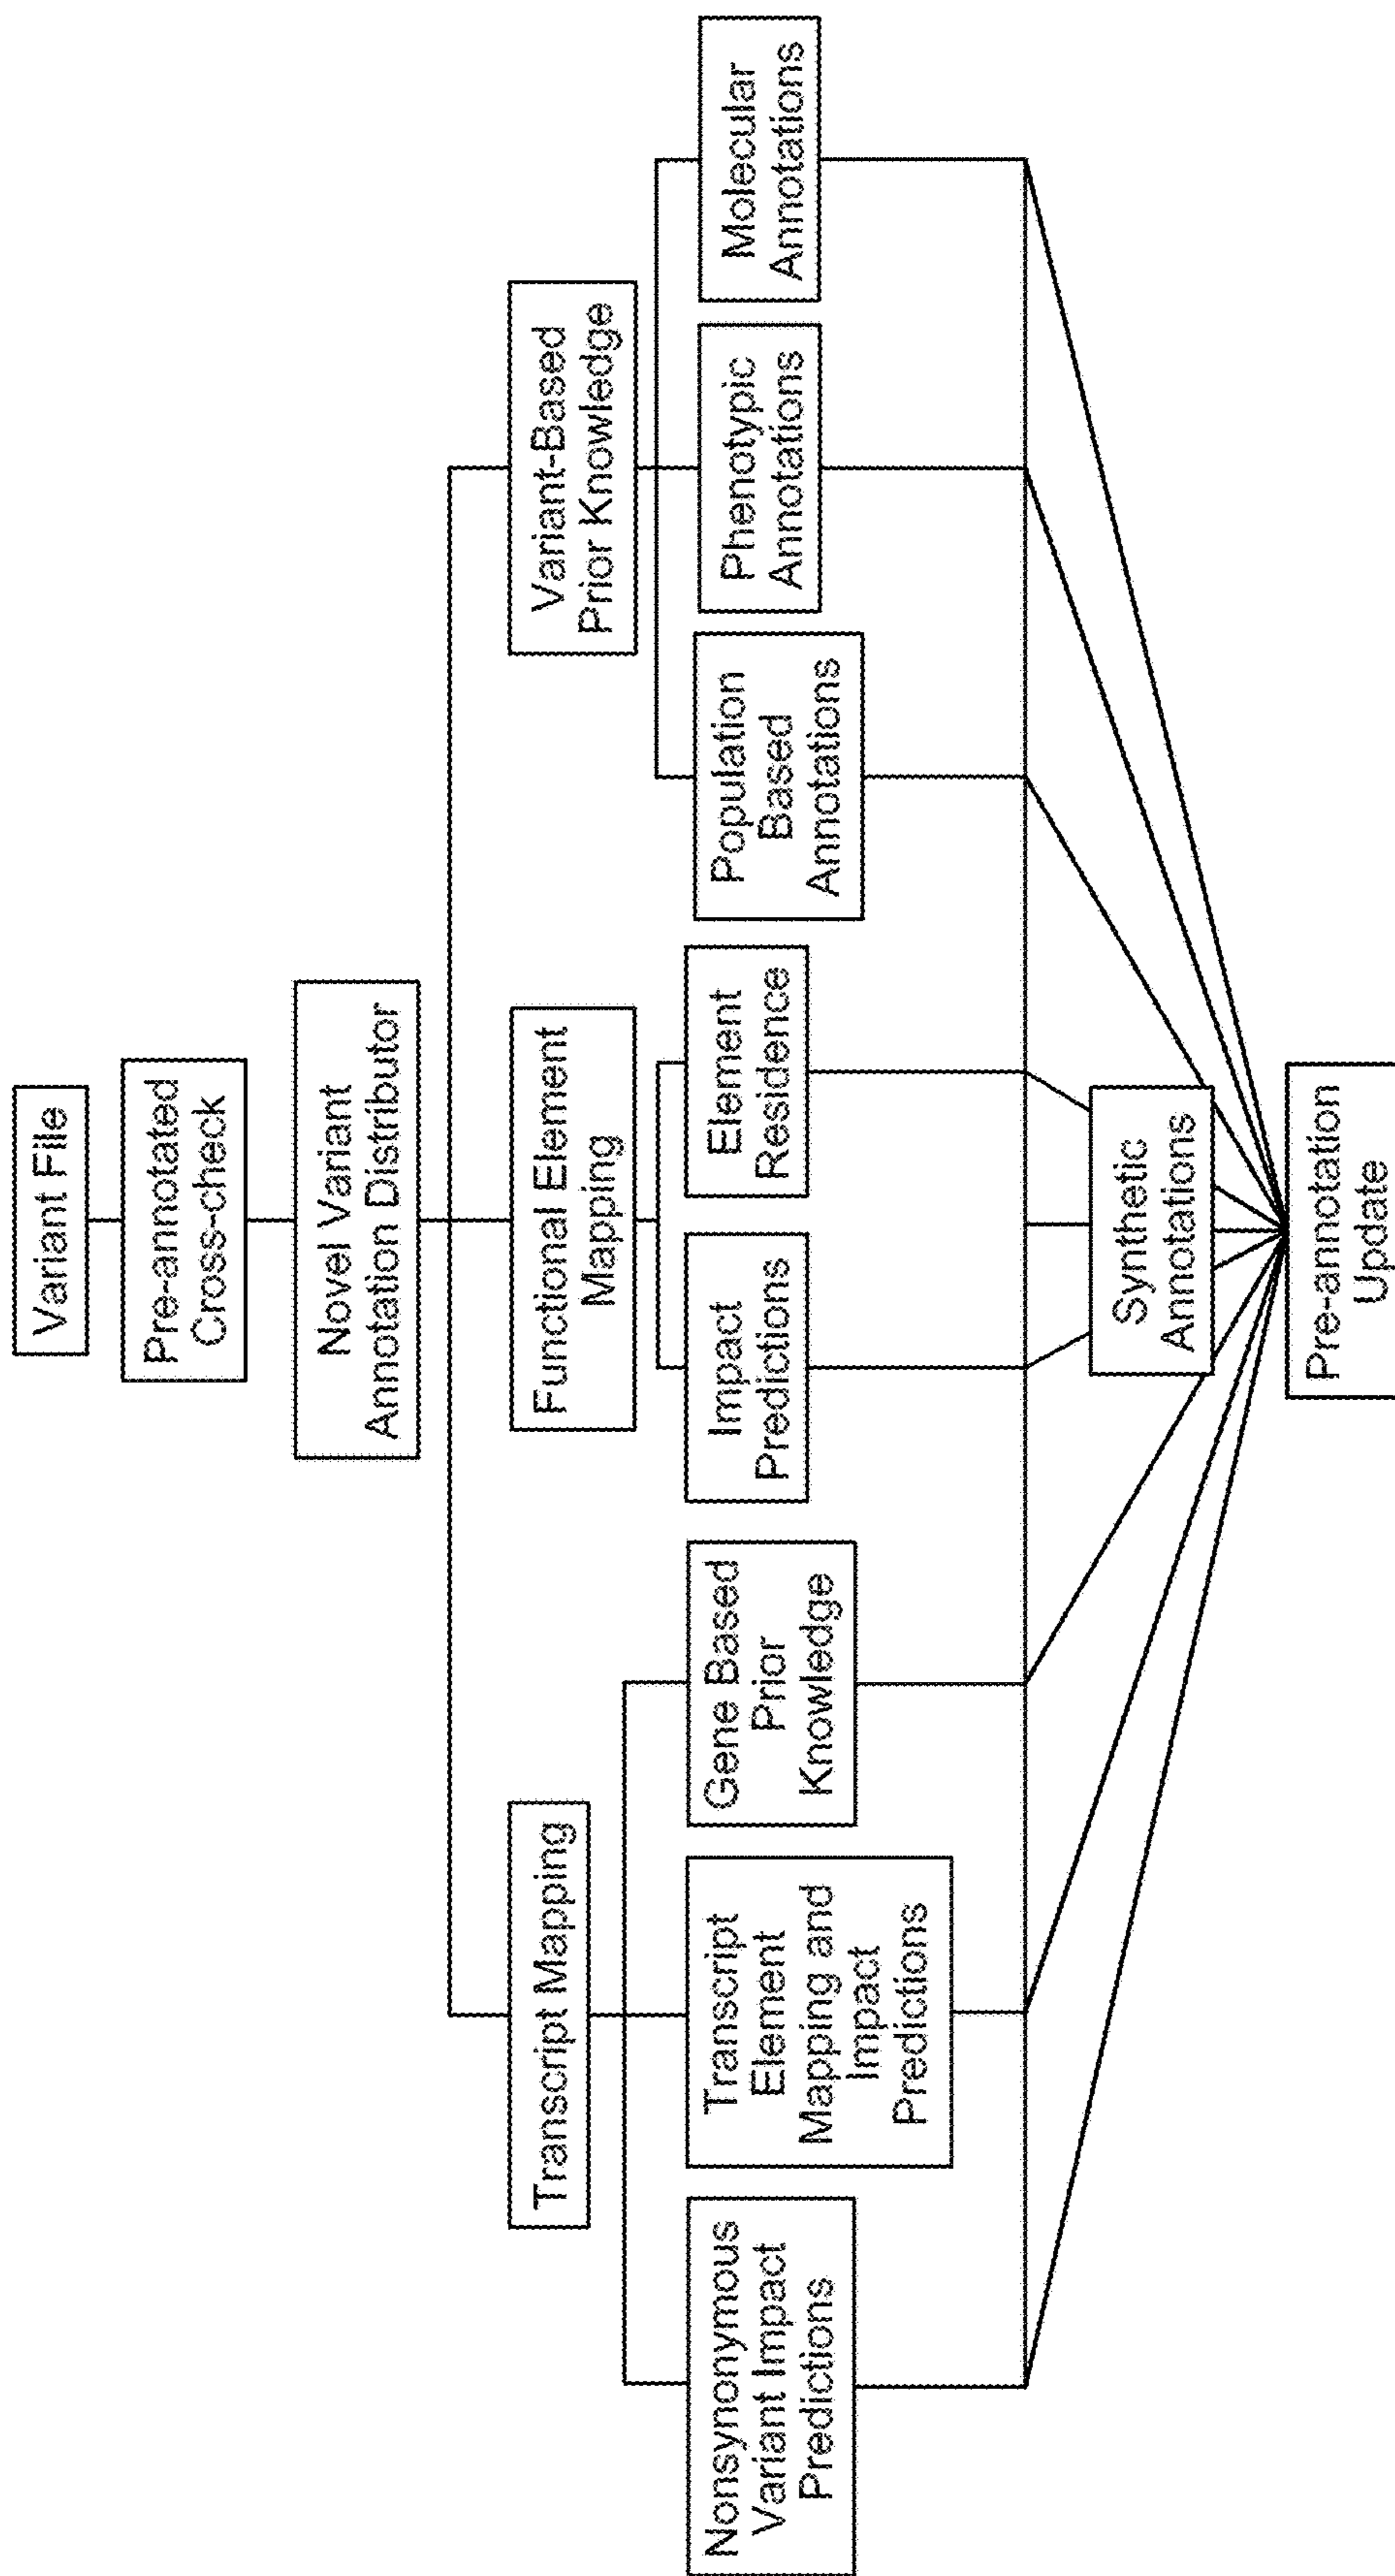 Variant File
Pre-annotated
Cross-check
Novel Variant
Annotation Distributor
Transcript Mapping
Functional Element
Mapping
Variant-Based
Prior Knowledge
Nonsynonymous
Variant Impact
Predictions
Transcript
Element
Mapping and
Impact
Predictions
Gene Based
Prior
Knowledge
Impact
Predictions
Element
Residence
Population
Based
Annotations
Phenotypic
Annotations
Molecular
Annotations
Synthetic
Annotations
Pre-annotation
Update